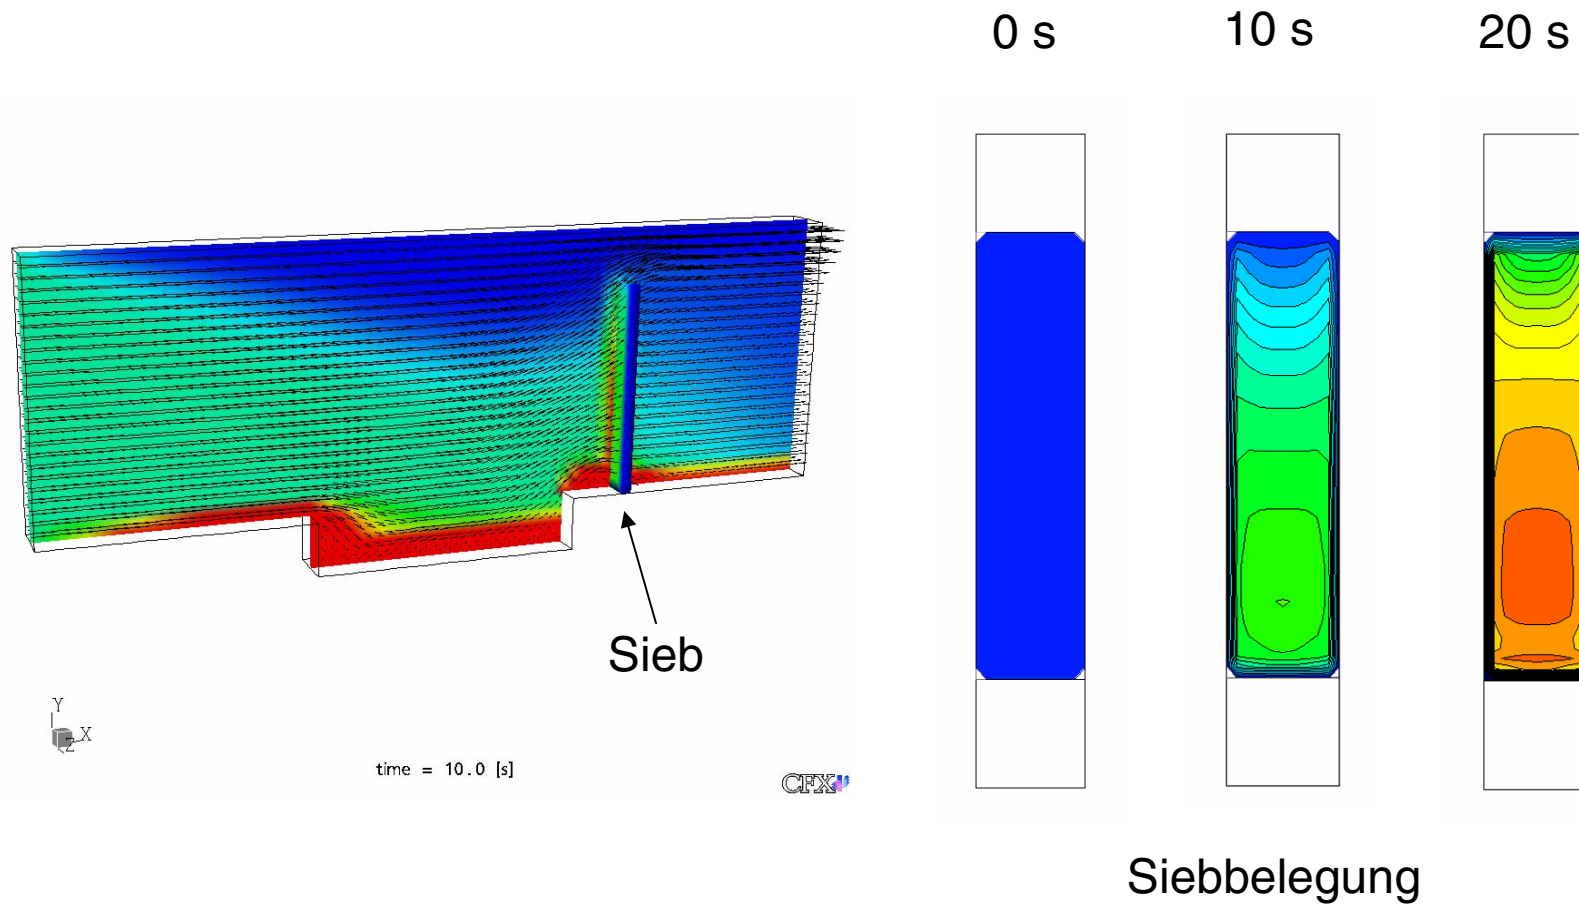 0 s
10 s
20 s
Sieb
Y
X
Z
time = 10.0 [s]
CFX
Siebbelegung